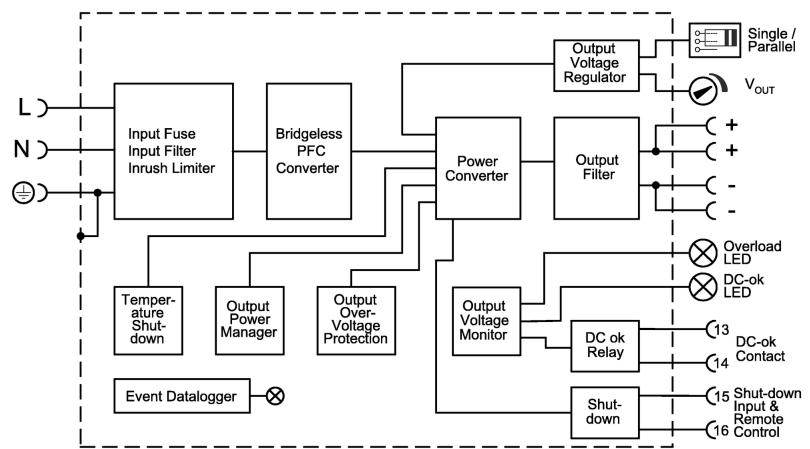 Output
Voltage
Regulator
Single /
Parallel
VOUT
L
N
Input Fuse
Input Filter
Inrush Limiter
Bridgeless
PFC
Converter
Power
Converter
Output
Filter
+
+
-
-
Temper-
ature
Shut-
down
Output
Power
Manager
Output
Over-
Voltage
Protection
Output
Voltage
Monitor
Overload
LED
DC-ok
LED
DC ok
Relay
13
14
DC-ok
Contact
Event Datalogger
Shut-
down
15
16
Shut-down
Input &
Remote
Control